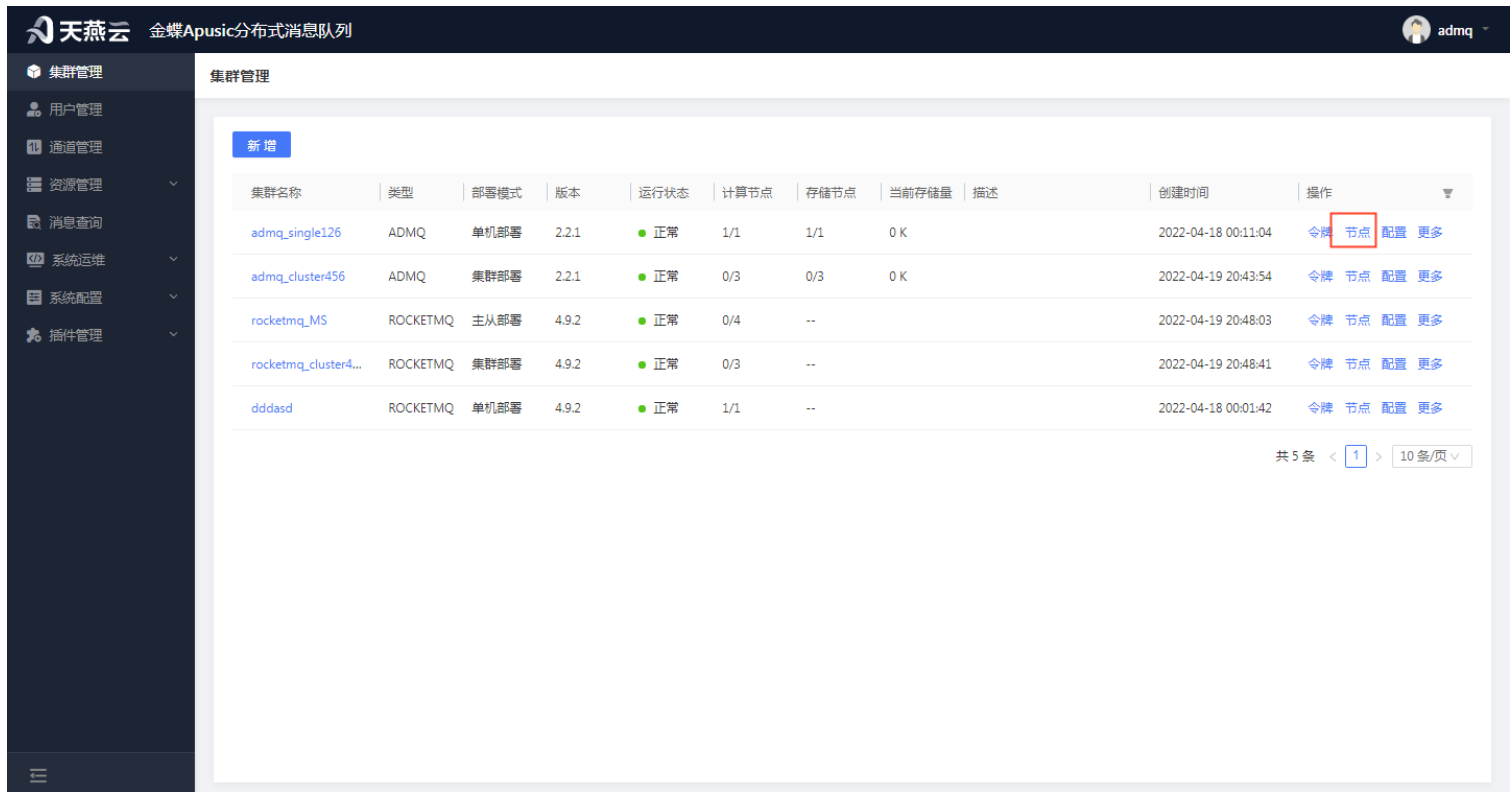 天燕云 金蝶Apusic分布式消息队列 admq
集群管理
用户管理
通道管理
资源管理
消息查询
系统运维
系统配置
插件管理
集群管理
新增
集群名称 类型 部署模式 版本 运行状态 计算节点 存储节点 当前存储量 描述 创建时间 操作
admq_single126 ADMQ 单机部署 2.2.1 正常 1/1 1/1 0 K 2022-04-18 00:11:04 令牌 节点 配置 更多
admq_cluster456 ADMQ 集群部署 2.2.1 正常 0/3 0/3 0 K 2022-04-19 20:43:54 令牌 节点 配置 更多
rocketmq_MS ROCKETMQ 主从部署 4.9.2 正常 0/4 -- 2022-04-19 20:48:03 令牌 节点 配置 更多
rocketmq_cluster4... ROCKETMQ 集群部署 4.9.2 正常 0/3 -- 2022-04-19 20:48:41 令牌 节点 配置 更多
dddasd ROCKETMQ 单机部署 4.9.2 正常 1/1 -- 2022-04-18 00:01:42 令牌 节点 配置 更多
共 5 条 < 1 > 10 条/页